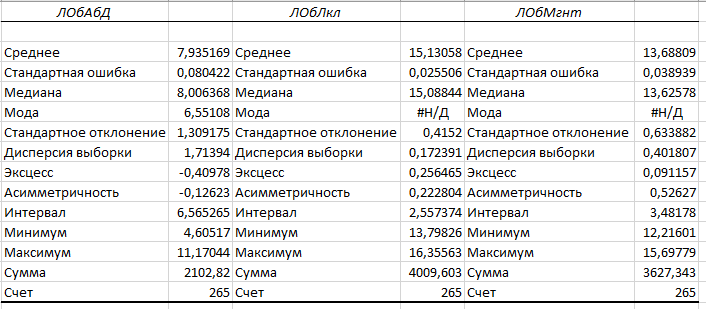 ЛОбАбД ЛОбЛкл ЛОбМгнт
Среднее 7,935169 Среднее 15,13058 Среднее 13,68809
Стандартная ошибка 0,080422 Стандартная ошибка 0,025506 Стандартная ошибка 0,038939
Медиана 8,006368 Медиана 15,08844 Медиана 13,62578
Мода 6,55108 Мода #Н/Д Мода #Н/Д
Стандартное отклонение 1,309175 Стандартное отклонение 0,4152 Стандартное отклонение 0,633882
Дисперсия выборки 1,71394 Дисперсия выборки 0,172391 Дисперсия выборки 0,401807
Эксцесс -0,40978 Эксцесс 0,256465 Эксцесс 0,091157
Асимметричность -0,12623 Асимметричность 0,222804 Асимметричность 0,52627
Интервал 6,565265 Интервал 2,557374 Интервал 3,48178
Минимум 4,60517 Минимум 13,79826 Минимум 12,21601
Максимум 11,17044 Максимум 16,35563 Максимум 15,69779
Сумма 2102,82 Сумма 4009,603 Сумма 3627,343
Счет 265 Счет 265 Счет 265